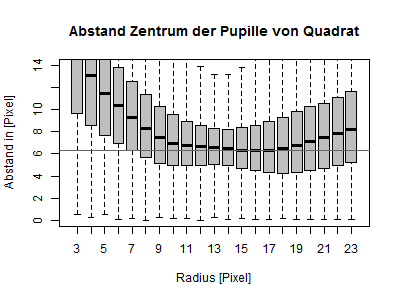 Abstand Zentrum der Pupille von Quadrat
Abstand in [Pixel]
14
10
8
6
4
2
0
3 5 7 9 11 13 15 17 19 21 23
Radius [Pixel]